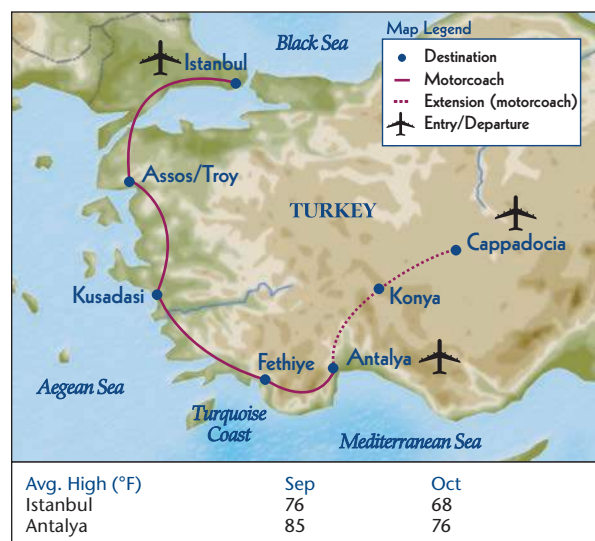 Black Sea
Map Legend
Destination
Motorcoach
Extension (motorcoach)
Entry/Departure
Istanbul
Assos/Troy
TURKEY
Cappadocia
Kusadasi
Konya
Fethiye
Antalya
Aegean Sea
Turquoise
Coast
Mediterranean Sea
Avg. High (°F) Sep Oct
Istanbul 76 68
Antalya 85 76